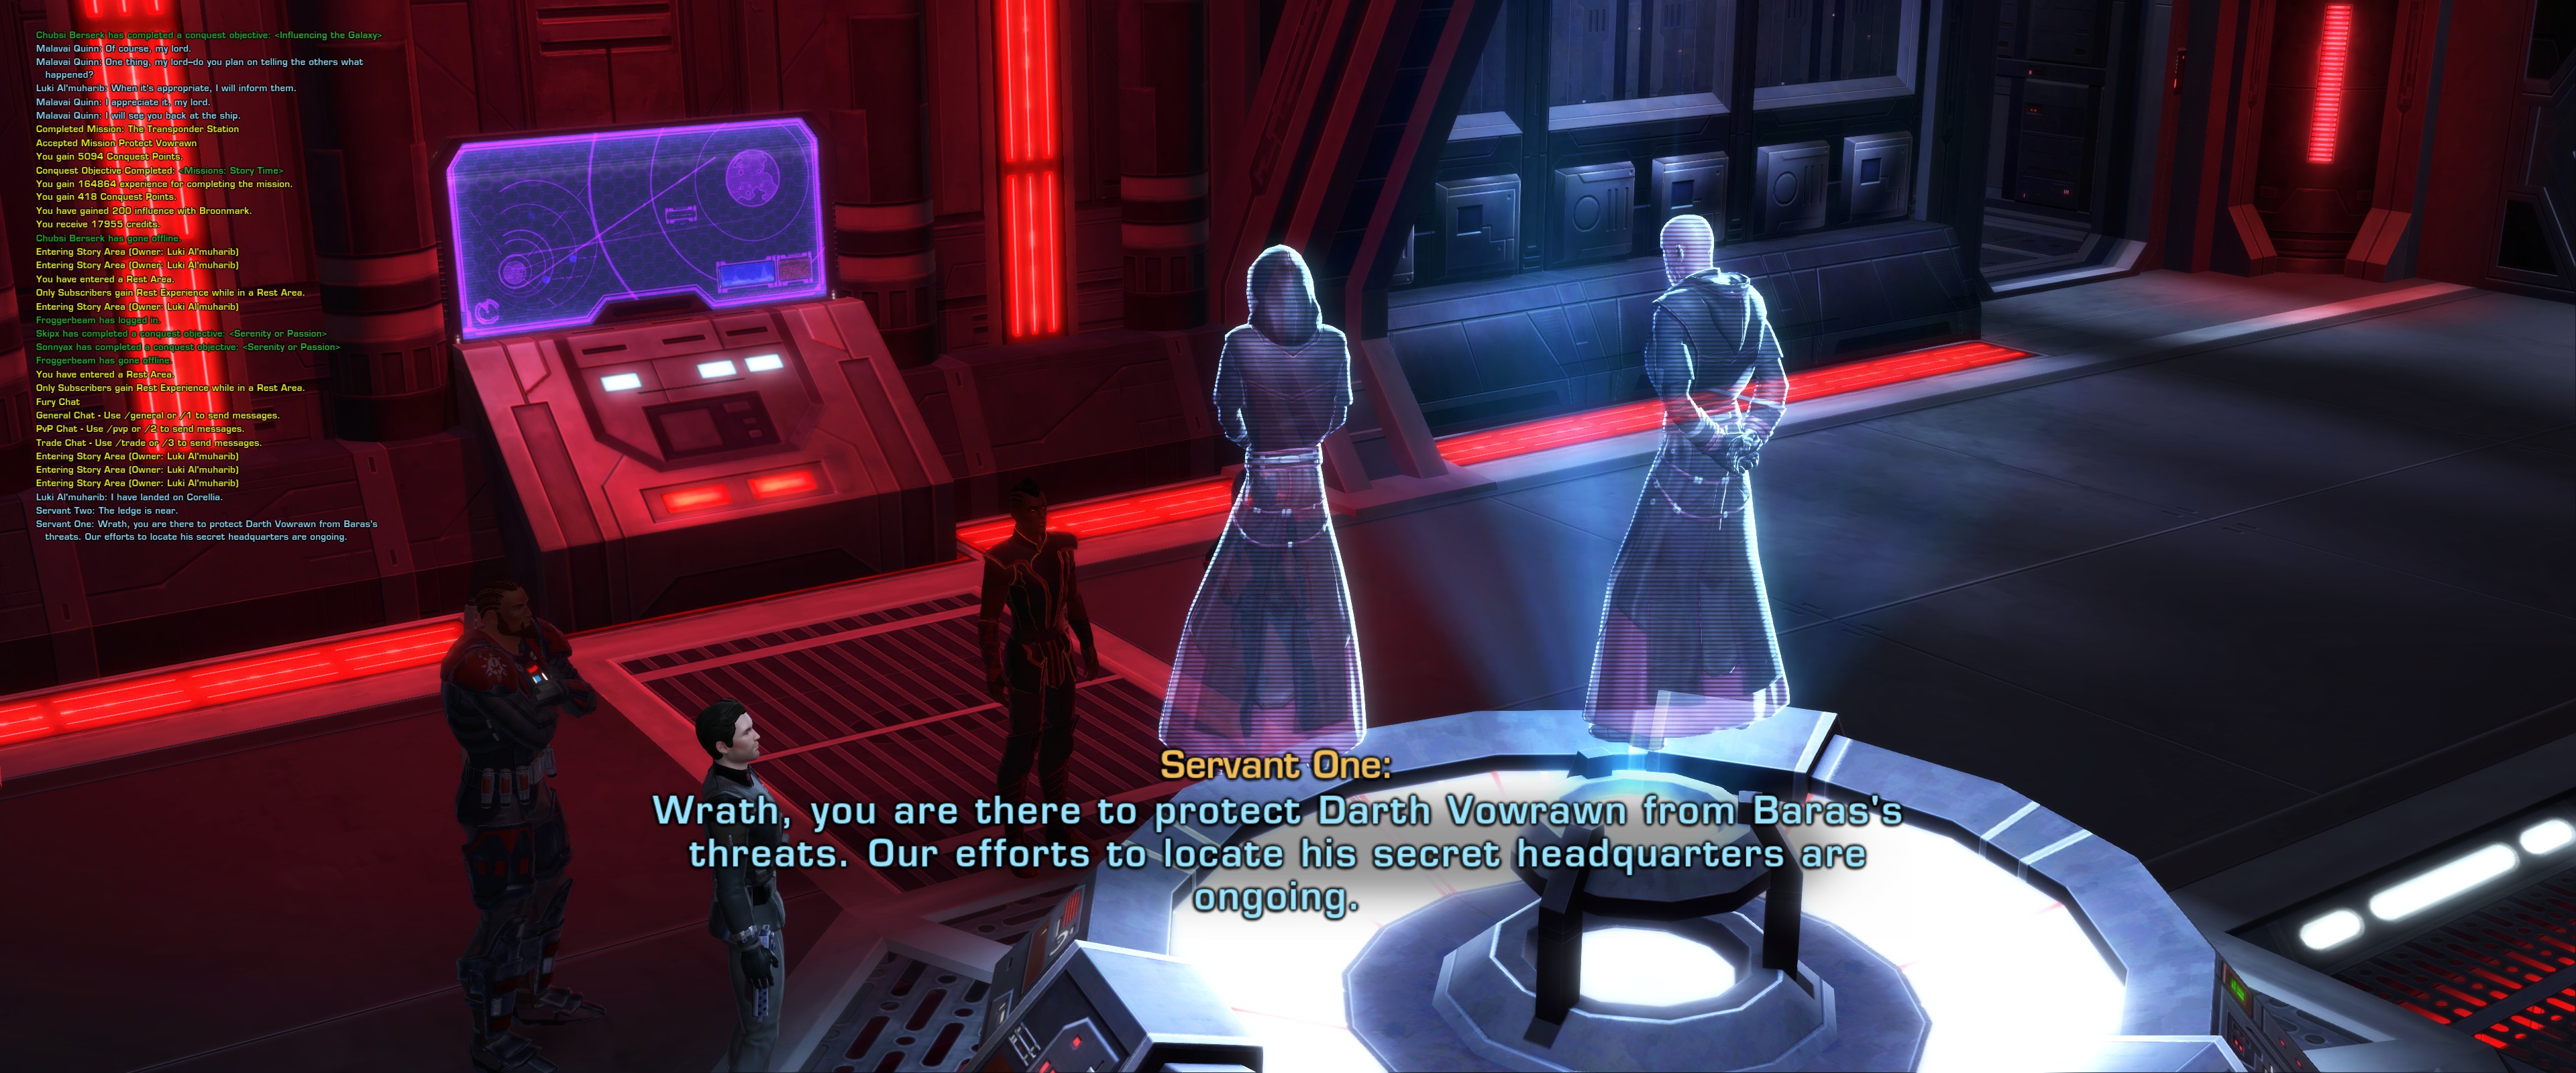 Chubsi Berserk has completed a conquest objective: <Influencing the Galaxy>
Malavai Quinn: Of course, my lord.
Malavai Quinn: One thing, my lord—do you plan on telling the others what
happened?
Luki Al'muharib: When it's appropriate, I will inform them.
Malavai Quinn: I appreciate it, my lord.
Malavai Quinn: I will see you back at the ship.
Completed Mission: The Transponder Station
Accepted Mission Protect Vowrawn
You gain 5094 Conquest Points.
Conquest Objective Completed: <Missions: Story Time>
You gain 164864 experience for completing the mission.
You gain 418 Conquest Points.
You have gained 200 influence with Broonmark.
You receive 17955 credits.
Chubsi Berserk has gone offline.
Entering Story Area (Owner: Luki Al'muharib)
Entering Story Area (Owner: Luki Al'muharib)
You have entered a Rest Area.
Only Subscribers gain Rest Experience while in a Rest Area.
Entering Story Area (Owner: Luki Al'muharib)
Froggerbeam has logged in.
Skipx has completed a conquest objective: <Serenity or Passion>
Sonnyax has completed a conquest objective: <Serenity or Passion>
Froggerbeam has gone offline.
You have entered a Rest Area.
Only Subscribers gain Rest Experience while in a Rest Area.
Fury Chat
General Chat - Use /general or /1 to send messages.
PvP Chat - Use /pvp or /2 to send messages.
Trade Chat - Use /trade or /3 to send messages.
Entering Story Area (Owner: Luki Al'muharib)
Entering Story Area (Owner: Luki Al'muharib)
Entering Story Area (Owner: Luki Al'muharib)
Luki Al'muharib: I have landed on Corellia.
Servant Two: The ledge is near.
Servant One: Wrath, you are there to protect Darth Vowrawn from Baras's
threats. Our efforts to locate his secret headquarters are ongoing.
Servant One:
Wrath, you are there to protect Darth Vowrawn from Baras's
threats. Our efforts to locate his secret headquarters are
ongoing.